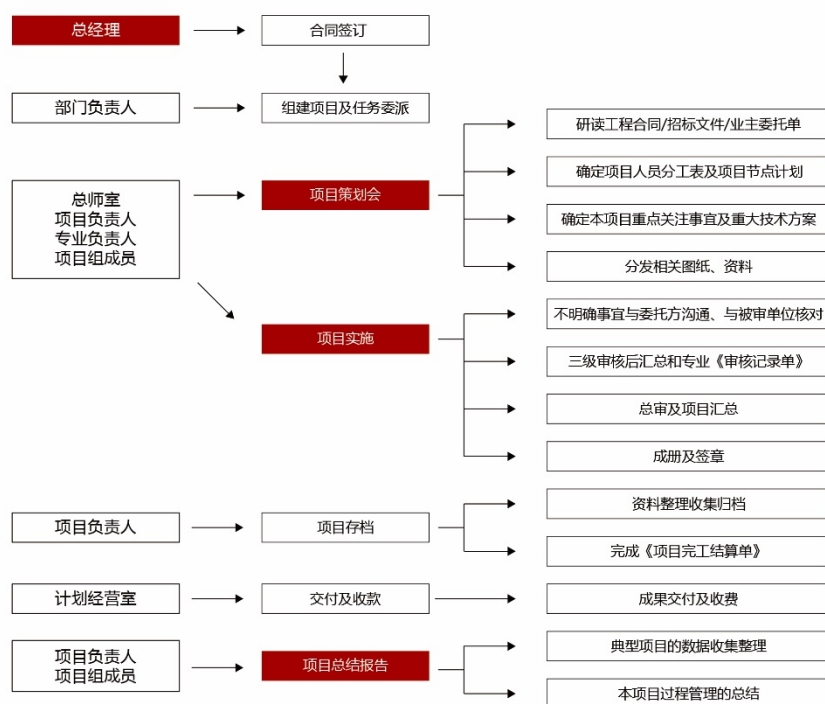 总经理
合同签订
部门负责人
组建项目及任务委派
总师室
项目负责人
专业负责人
项目组成员
项目策划会
研读工程合同/招标文件/业主委托单
确定项目人员分工表及项目节点计划
确定本项目重点关注事宜及重大技术方案
分发相关图纸、资料
项目实施
不明确事宜与委托方沟通、与被审单位核对
三级审核后汇总和专业《审核记录单》
总审及项目汇总
成册及签章
项目负责人
项目存档
资料整理收集归档
完成《项目完工结算单》
计划经营室
交付及收款
成果交付及收费
项目负责人
项目组成员
项目总结报告
典型项目的数据收集整理
本项目过程管理的总结